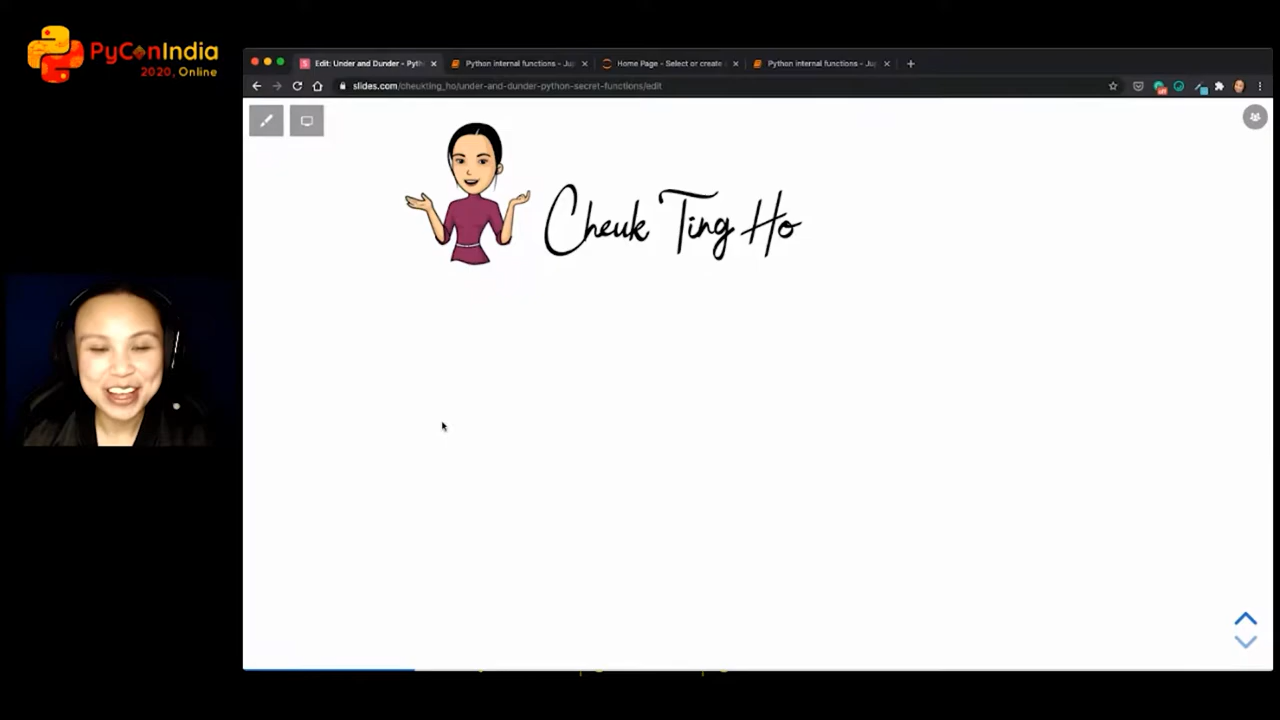 PyConIndia
2020, Online
Edit: Under and Dunder - Pyth
Python internal functions - Ju
Home Page - Select or create
Python internal functions - Ju
slides.com/cheukting_ho/under-and-dunder-python-secret-functions/edit
Cheuk Ting Ho